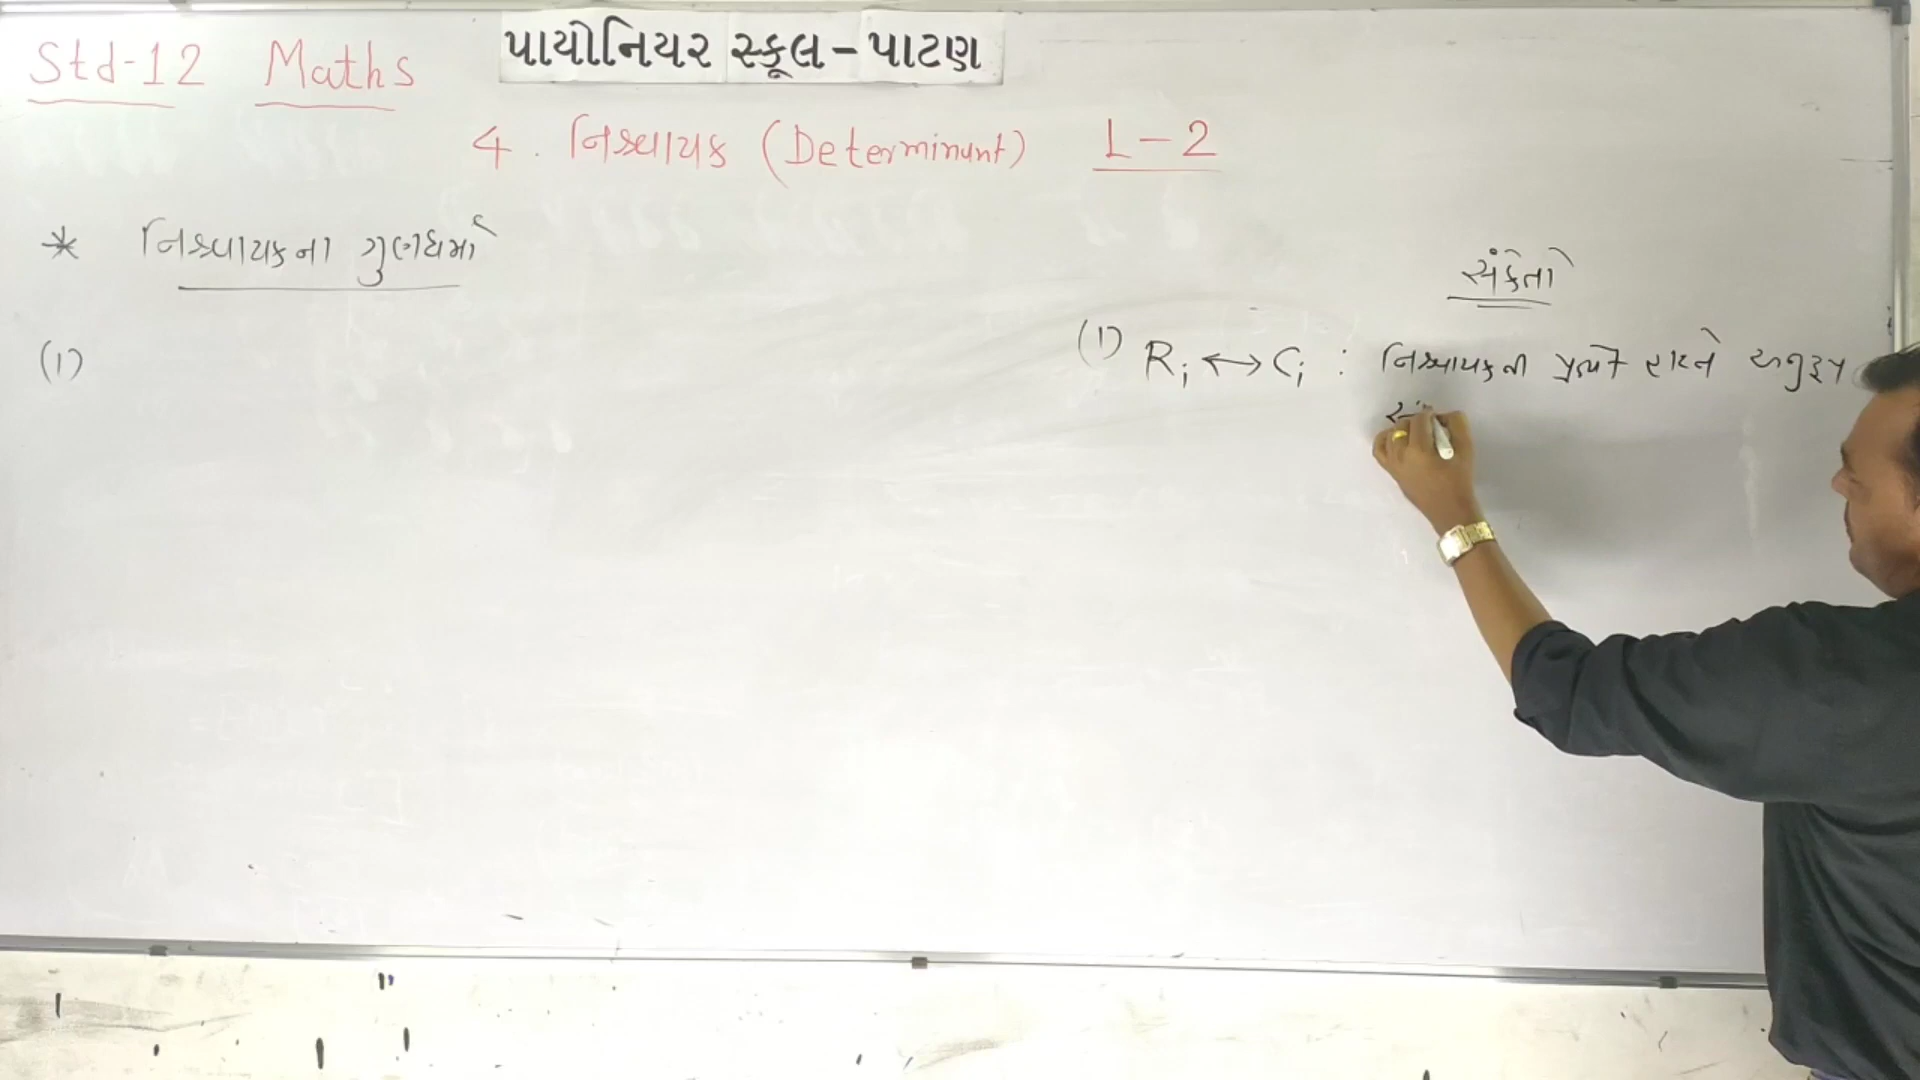 Std-12 Maths
પાયોનિયર સ્કૂલ - પાટણ
4. નિશ્ચાયક (Determinant) L-2
* નિશ્ચાયકના ગુણધર્મો
(1)
સંકેતો
(1) Ri ↔ Ci : નિશ્ચાયકની પ્રત્યેક હારને અનુરૂપ